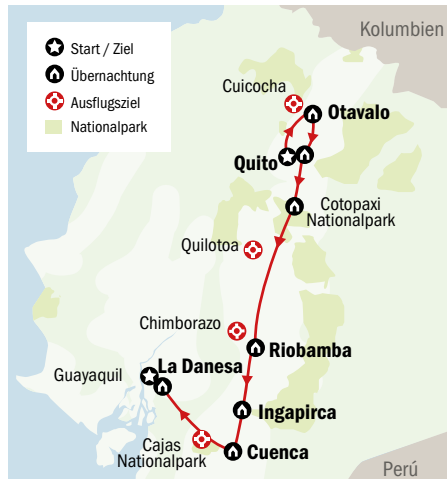 Kolumbien
Start / Ziel
Übernachtung
Ausflugsziel
Nationalpark
Cuicocha
Otavalo
Quito
Cotopaxi
Nationalpark
Quilotoa
Chimborazo
Riobamba
La Danesa
Guayaquil
Ingapirca
Cajas
Nationalpark
Cuenca
Perú